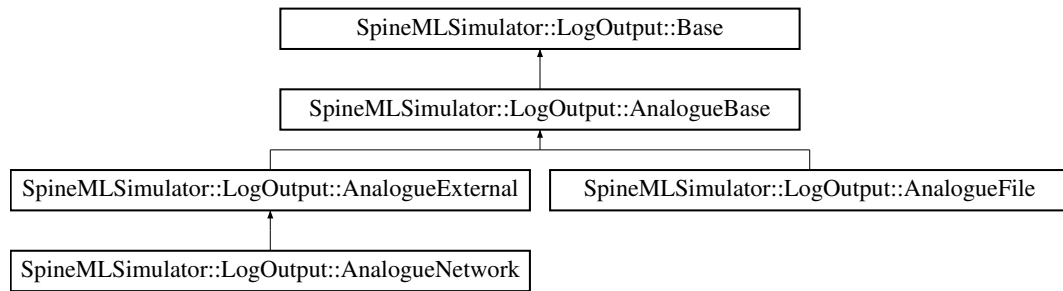 SpineMLSimulator::LogOutput::Base
SpineMLSimulator::LogOutput::AnalogueBase
SpineMLSimulator::LogOutput::AnalogueExternal
SpineMLSimulator::LogOutput::AnalogueFile
SpineMLSimulator::LogOutput::AnalogueNetwork